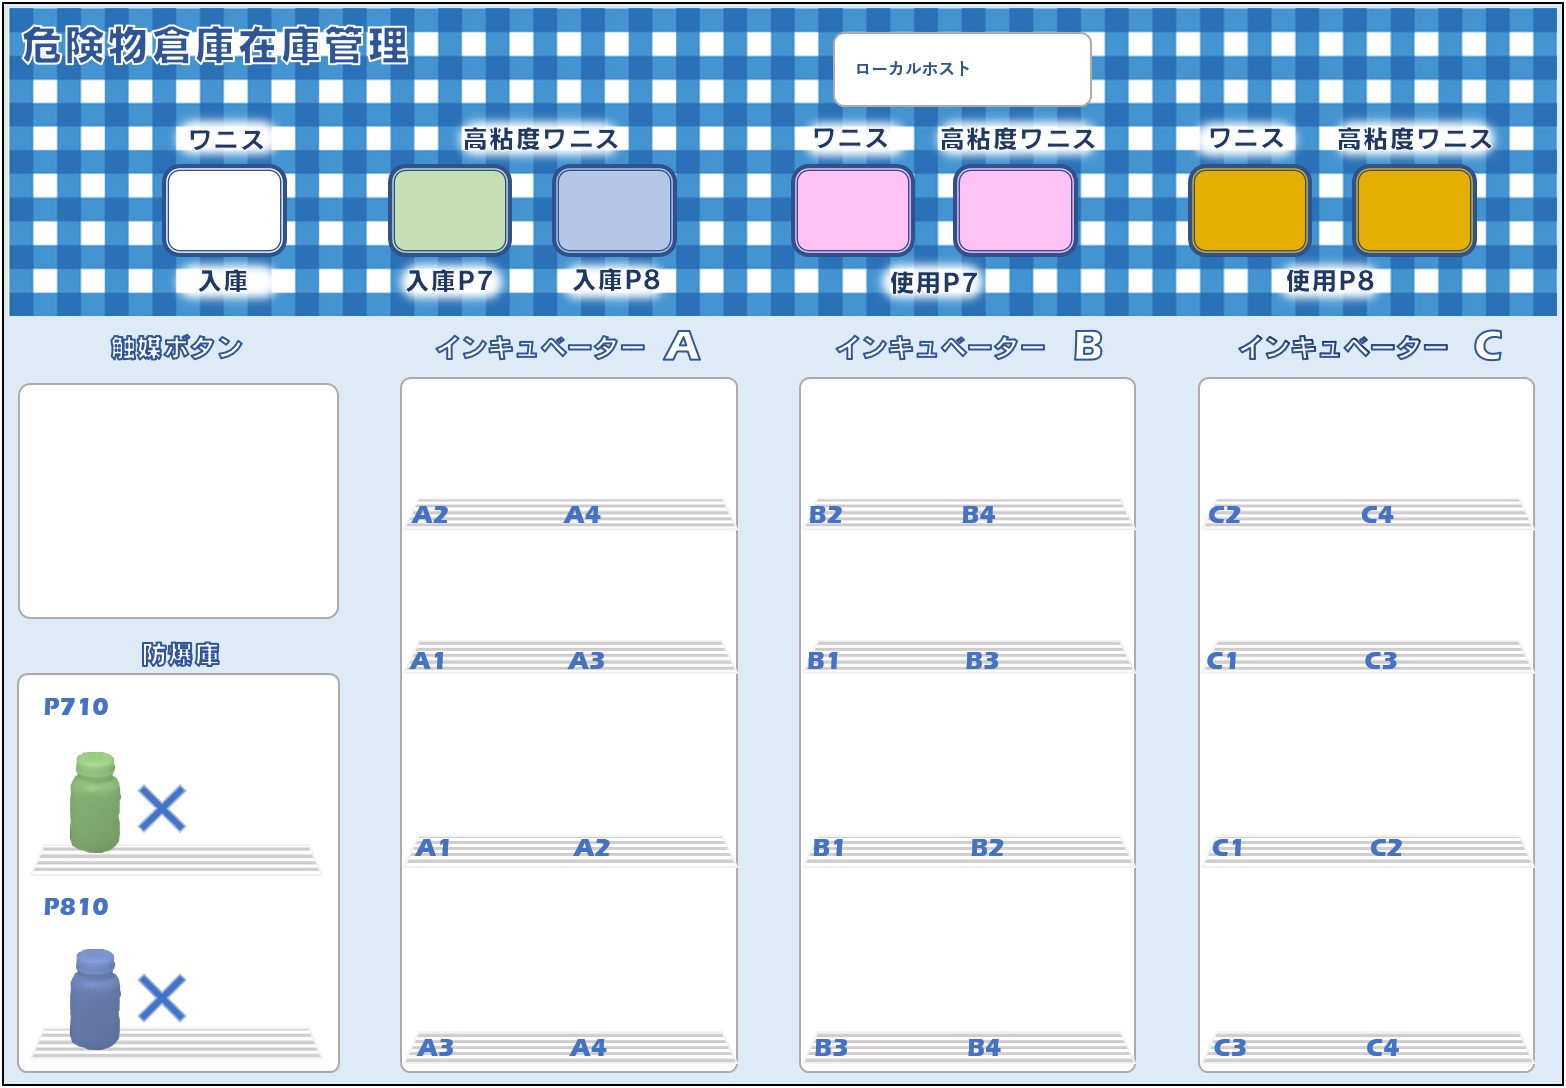 危険物倉庫在庫管理
ローカルホスト
ワニス
高粘度ワニス
ワニス
高粘度ワニス
ワニス
高粘度ワニス
入庫
入庫P7
入庫P8
使用P7
使用P8
触媒ボタン
インキュベーター A
インキュベーター B
インキュベーター C
A2 A4
B2 B4
C2 C4
A1 A3
B1 B3
C1 C3
防爆庫
P710
×
A1 A2
B1 B2
C1 C2
P810
×
A3 A4
B3 B4
C3 C4